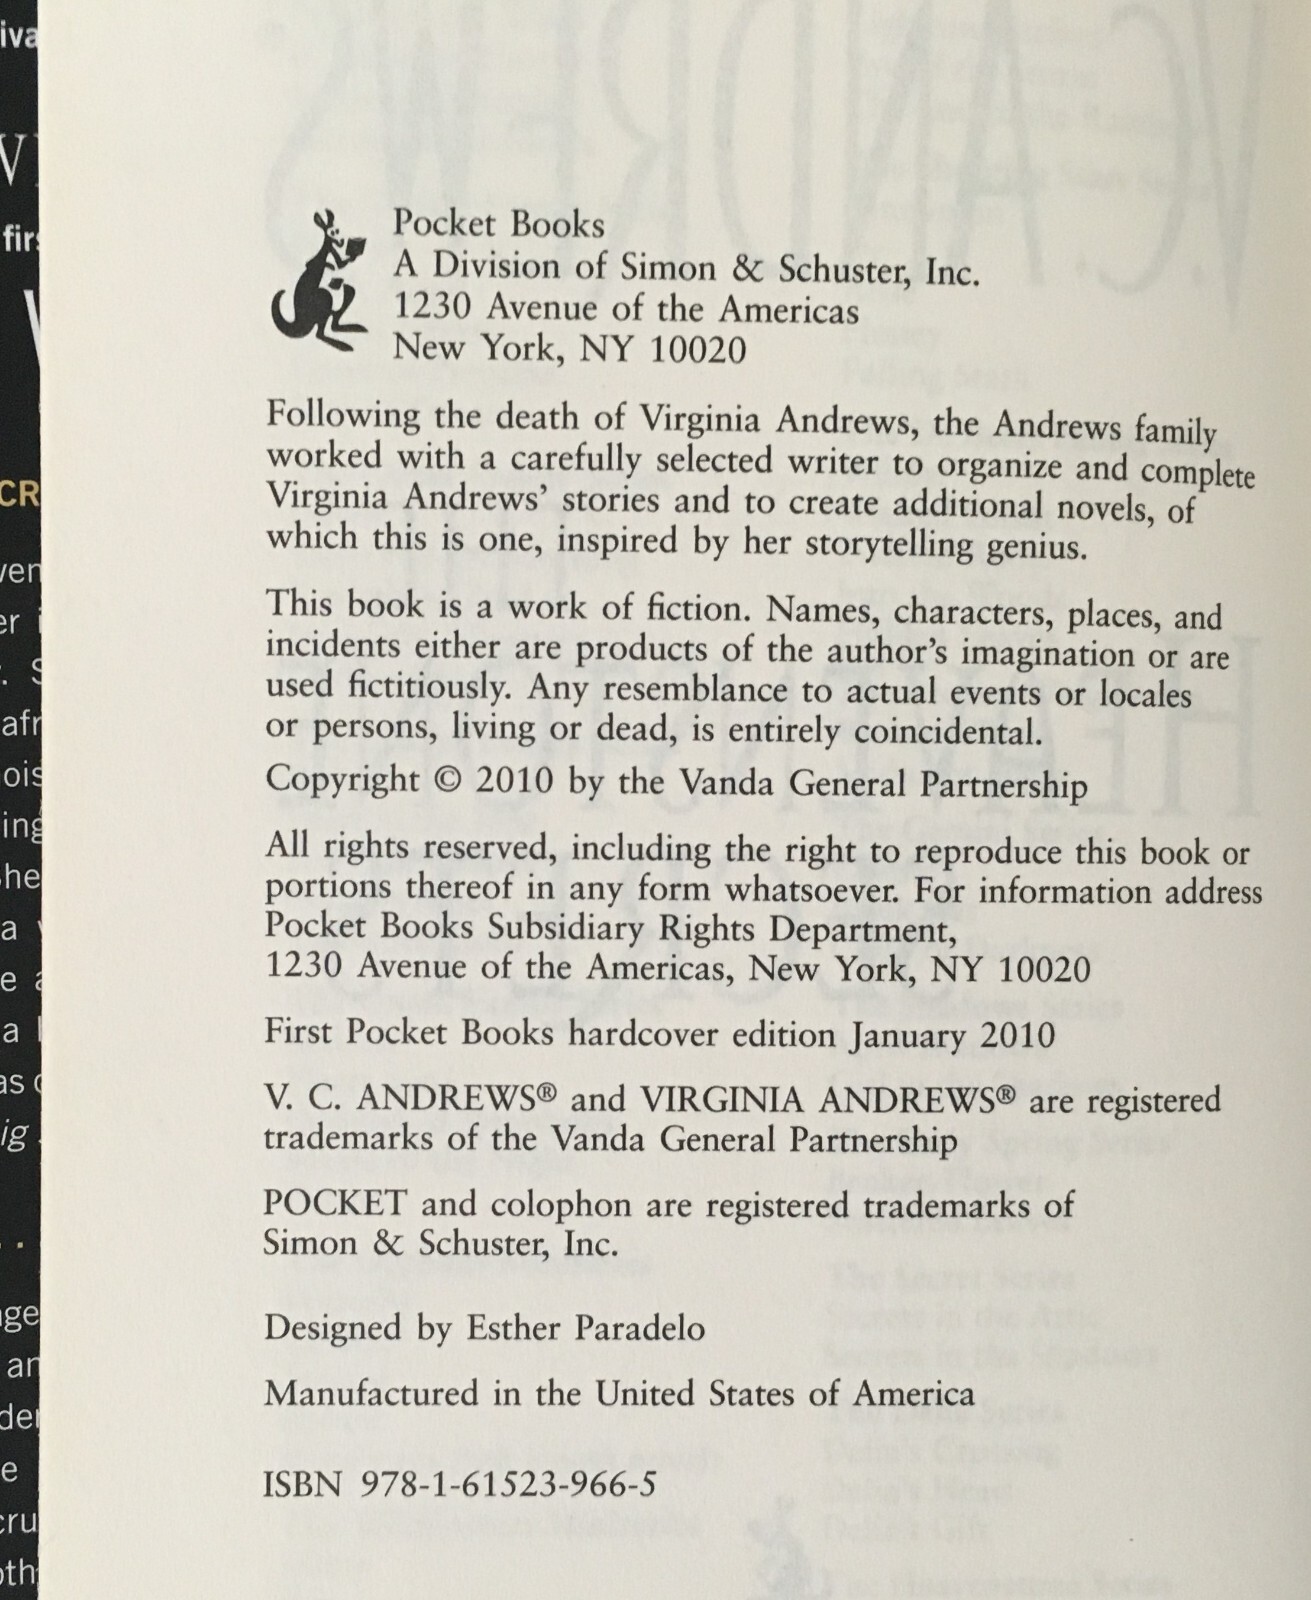 Pocket Books
A Division of Simon & Schuster, Inc.
1230 Avenue of the Americas
New York, NY 10020
Following the death of Virginia Andrews, the Andrews family
worked with a carefully selected writer to organize and complete
Virginia Andrews’ stories and to create additional novels, of
which this is one, inspired by her storytelling genius.
This book is a work of fiction. Names, characters, places, and
incidents either are products of the author’s imagination or are
used fictitiously. Any resemblance to actual events or locales
or persons, living or dead, is entirely coincidental.
Copyright © 2010 by the Vanda General Partnership
All rights reserved, including the right to reproduce this book or
portions thereof in any form whatsoever. For information address
Pocket Books Subsidiary Rights Department,
1230 Avenue of the Americas, New York, NY 10020
First Pocket Books hardcover edition January 2010
V. C. ANDREWS® and VIRGINIA ANDREWS® are registered
trademarks of the Vanda General Partnership
POCKET and colophon are registered trademarks of
Simon & Schuster, Inc.
Designed by Esther Paradelo
Manufactured in the United States of America
ISBN 978-1-61523-966-5